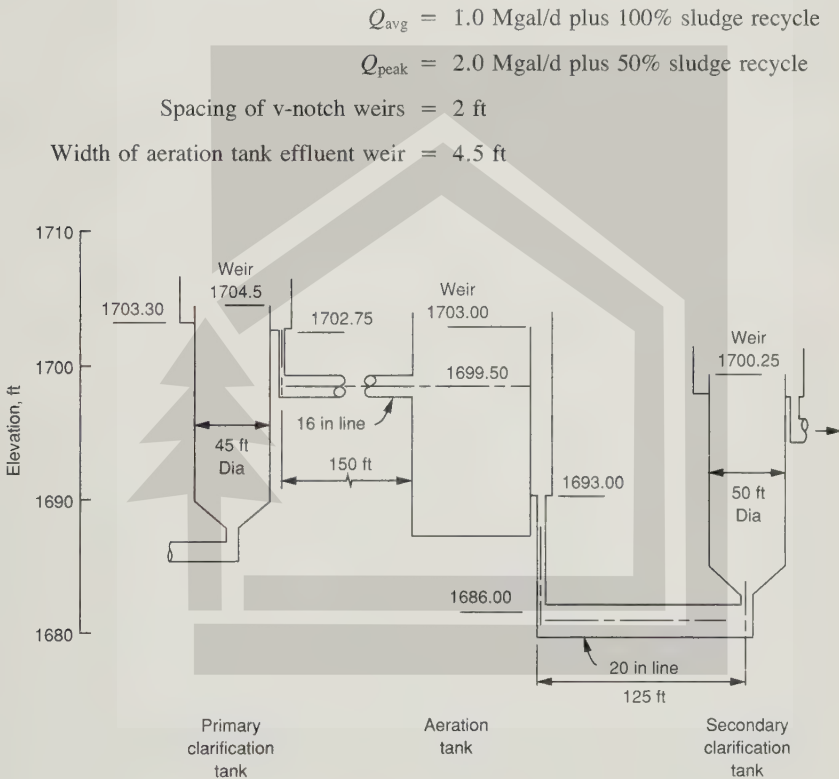 Qavg = 1.0 Mgal/d plus 100% sludge recycle
Qpeak = 2.0 Mgal/d plus 50% sludge recycle
Spacing of v-notch weirs = 2 ft
Width of aeration tank effluent weir = 4.5 ft
1710
1700
1690
1680
Elevation, ft
1703.30
Weir
1704.5
1702.75
16 in line
45 ft
Dia
150 ft
Weir
1703.00
1699.50
1693.00
1686.00
20 in line
125 ft
Weir
1700.25
50 ft
Dia
Primary
clarification
tank
Aeration
tank
Secondary
clarification
tank